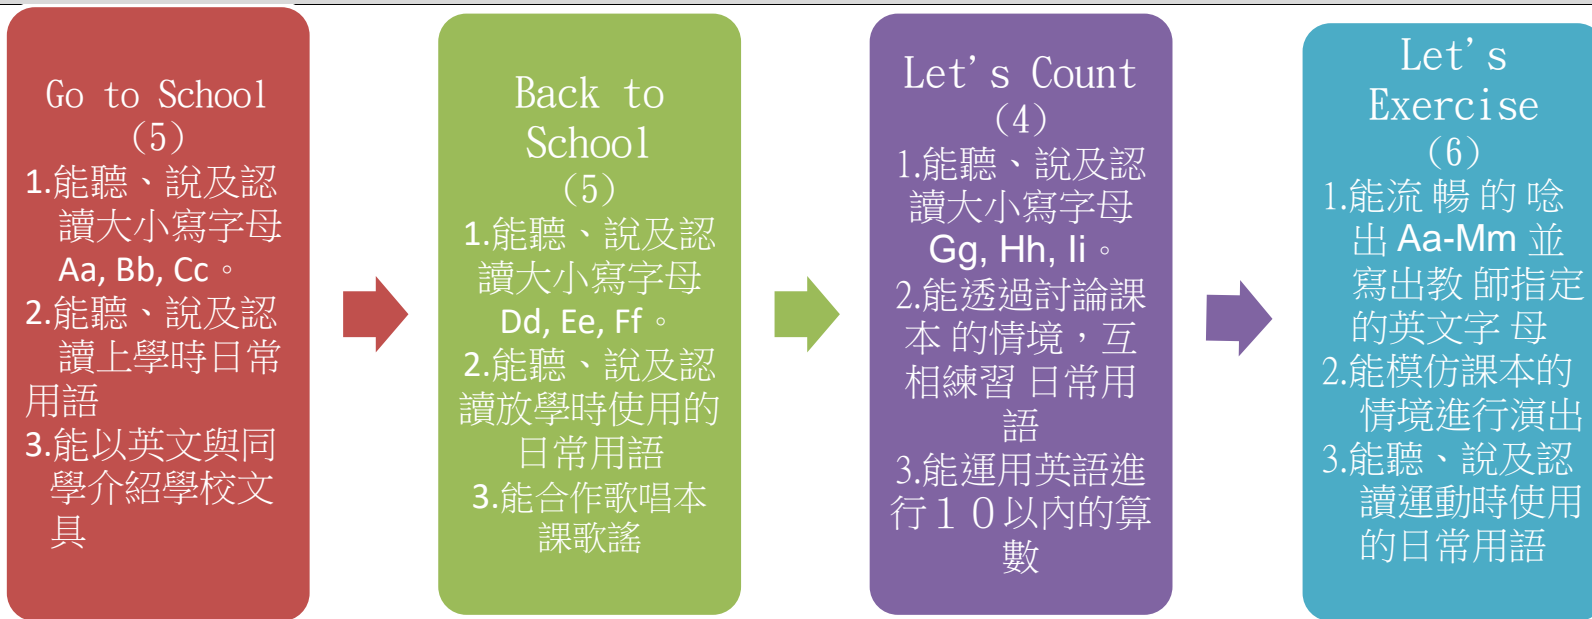 Go to School
(5)
1.能聽、說及認
讀大小寫字母
Aa, Bb, Cc。
2.能聽、說及認
讀上學時日常
用語
3.能以英文與同
學介紹學校文
具
Back to
School
(5)
1.能聽、說及認
讀大小寫字母
Dd, Ee, Ff。
2.能聽、說及認
讀放學時使用的
日常用語
3.能合作歌唱本
課歌謠
Let's Count
(4)
1.能聽、說及認
讀大小寫字母
Gg, Hh, Ii。
2.能透過討論課
本 的情境，互
相練習 日常用
語
3.能運用英語進
行１０以內的算
數
Let's
Exercise
(6)
1.能流 暢 的 唸
出 Aa-Mm 並
寫出教 師指定
的英文字 母
2.能模仿課本的
情境進行演出
3.能聽、說及認
讀運動時使用
的日常用語